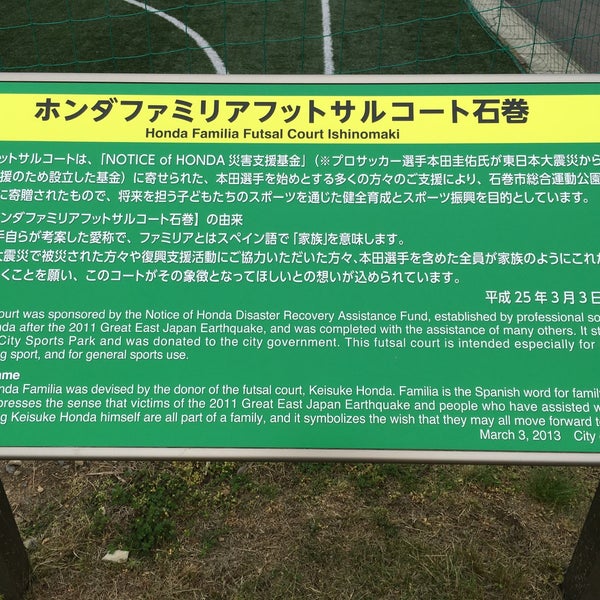 ホンダファミリアフットサルコート石巻
Honda Familia Futsal Court Ishinomaki
ットサルコートは、「NOTICE of HONDA 災害支援基金」(※プロサッカー選手本田圭佑氏が東日本大震災から
援のため設立した基金)に寄せられた、本田選手を始めとする多くの方々のご支援により、石巻市総合運動公園
に寄贈されたもので、将来を担う子どもたちのスポーツを通じた健全育成とスポーツ振興を目的としています。
ンダファミリアフットサルコート石巻】の由来
手自らが考案した愛称で、ファミリアとはスペイン語で「家族」を意味します。
大震災で被災された方々や復興支援活動にご協力いただいた方々、本田選手を含めた全員が家族のようにこれか
くことを願い、このコートがその象徴となってほしいとの想いが込められています。
平成25年3月3日
ourt was sponsored by the Notice of Honda Disaster Recovery Assistance Fund, established by professional so
nda after the 2011 Great East Japan Earthquake, and was completed with the assistance of many others. It st
City Sports Park and was donated to the city government. This futsal court is intended especially for
ng sport, and for general sports use.
me
nda Familia was devised by the donor of the futsal court, Keisuke Honda. Familia is the Spanish word for family
presses the sense that victims of the 2011 Great East Japan Earthquake and people who have assisted w
ng Keisuke Honda himself are all part of a family, and it symbolizes the wish that they may all move forward to
March 3, 2013 City